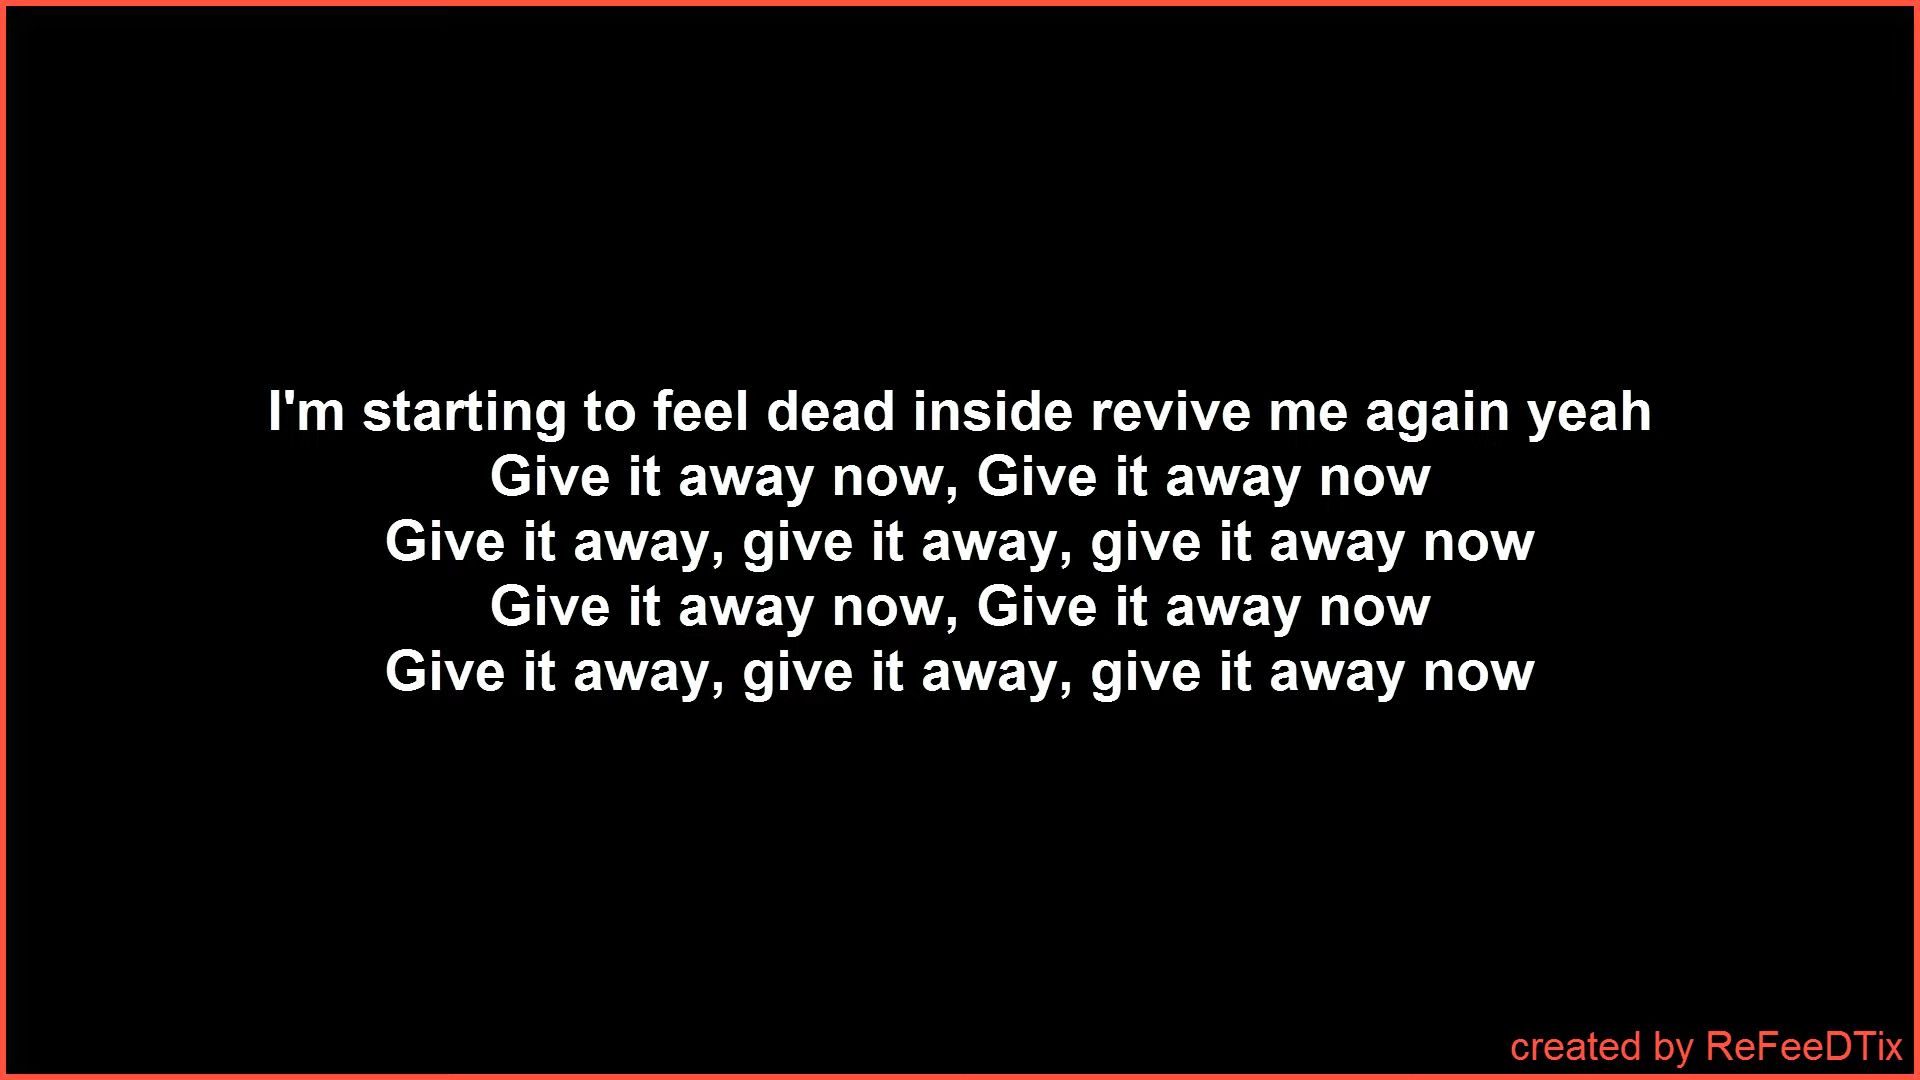 I'm starting to feel dead inside revive me again yeah
Give it away now, Give it away now
Give it away, give it away, give it away now
Give it away now, Give it away now
Give it away, give it away, give it away now
created by ReFeeDTix